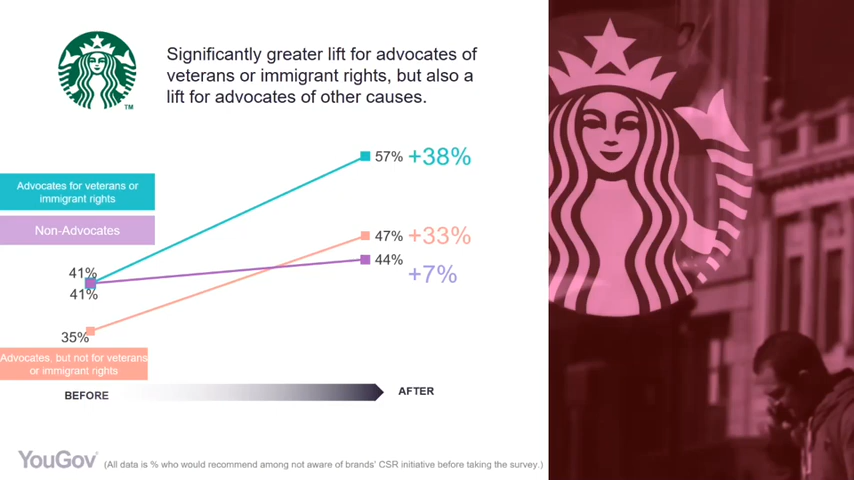 Significantly greater lift for advocates of
veterans or immigrant rights, but also a
lift for advocates of other causes.
TM
57% +38%
Advocates for veterans or
immigrant rights
Non-Advocates
47% +33%
44%
+7%
41%
41%
35%
Advocates, but not for veterans
or immigrant rights
BEFORE
AFTER
YouGov (All data is % who would recommend among not aware of brands' CSR initiative before taking the survey.)